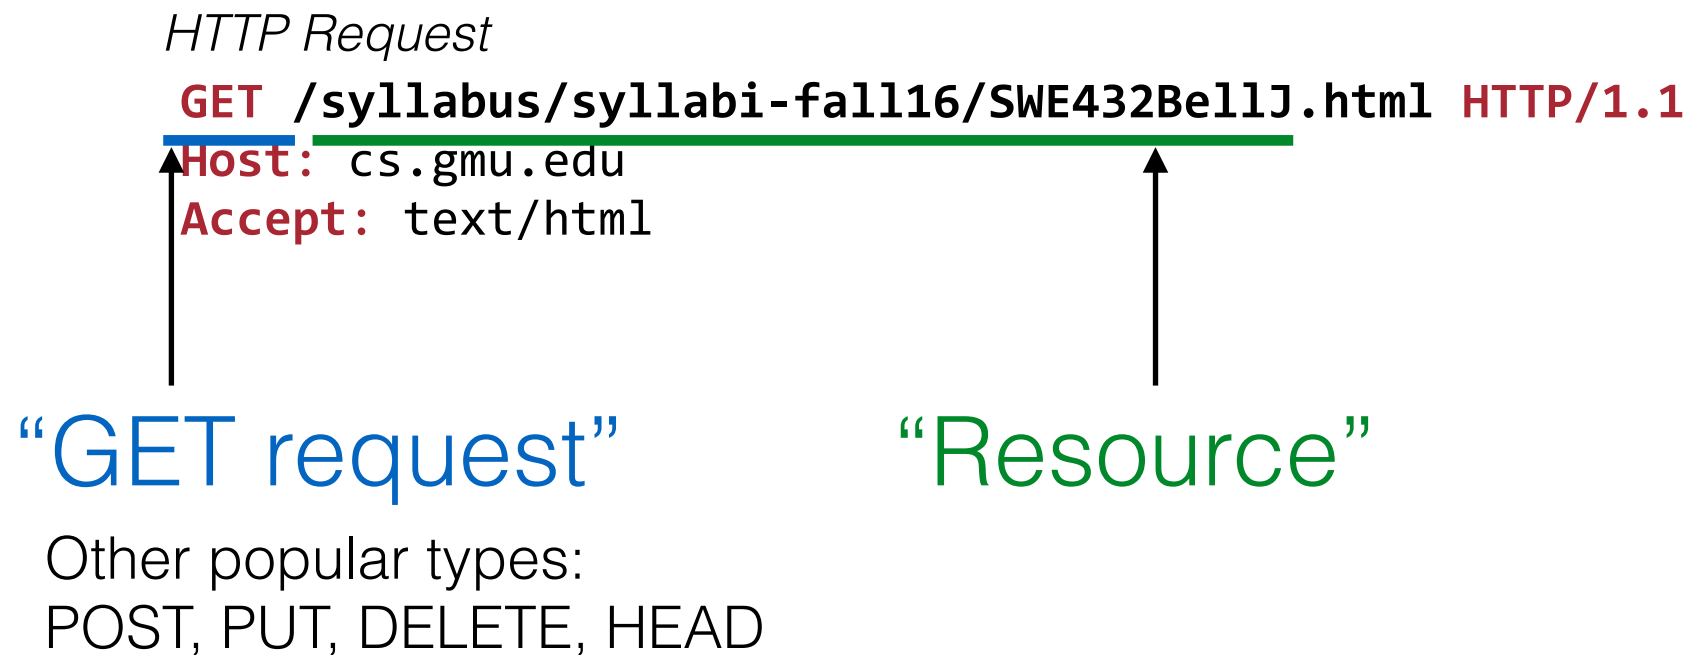 HTTP Request
GET /syllabus/syllabi-fall16/SWE432BellJ.html HTTP/1.1
Host: cs.gmu.edu
Accept: text/html
“GET request” “Resource”
Other popular types:
POST, PUT, DELETE, HEAD